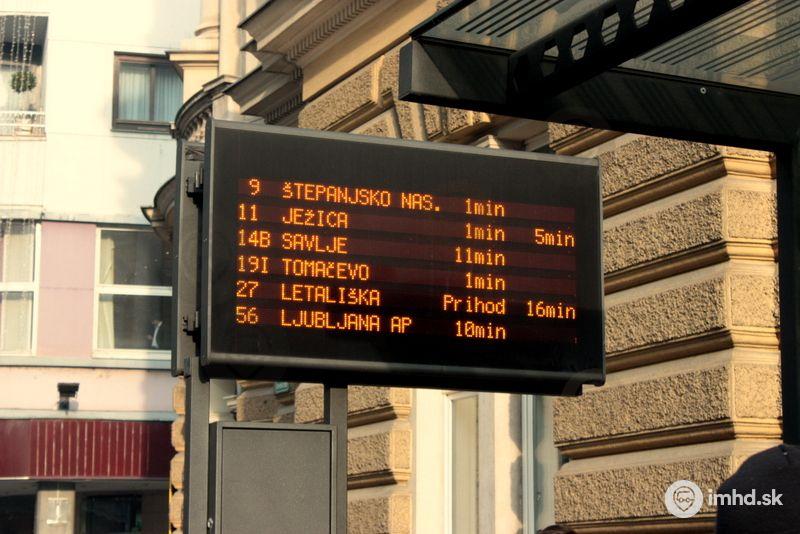 9 ŠTEPANJSKO NAS. 1min
11 JEŽICA 1min 5min
14B SAVLJE 11min
19I TOMAČEVO 1min
27 LETALIŠKA Prihod 16min
56 LJUBLJANA AP 10min
imhd.sk